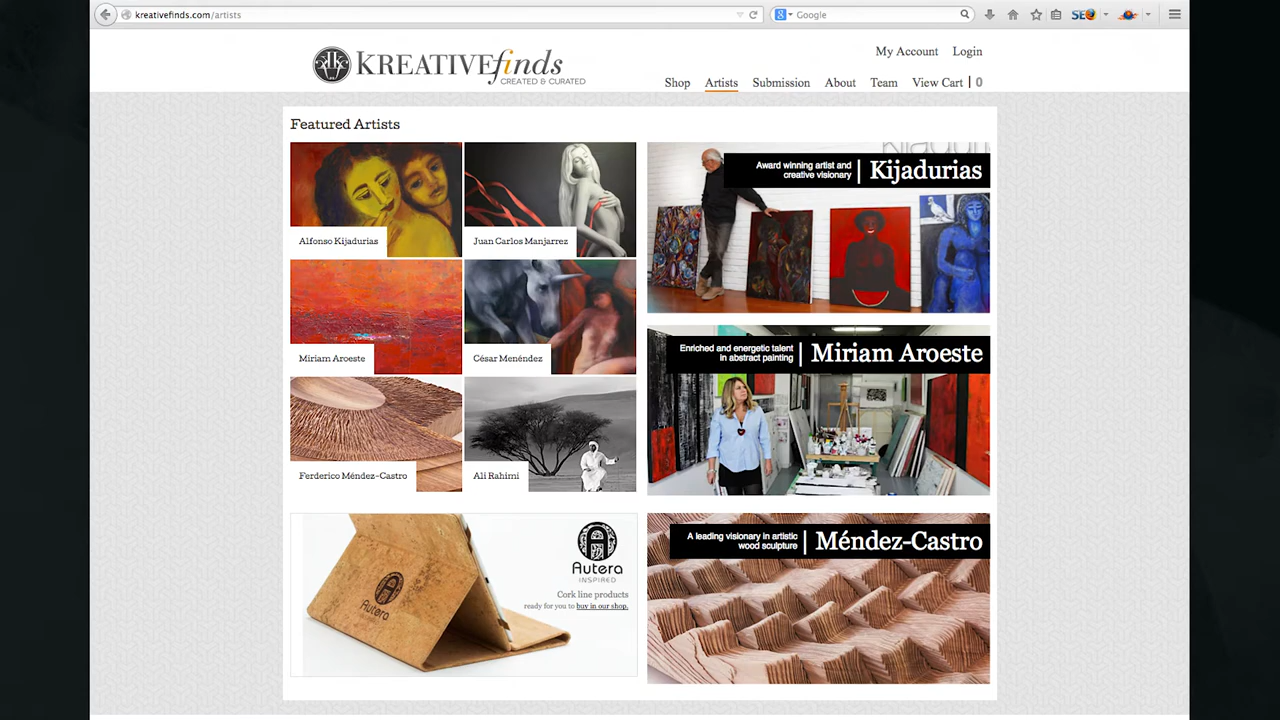 kreativefinds.com/artists
Google
SEO
KREATIVEfinds
CREATED & CURATED
My Account
Login
Shop
Artists
Submission
About
Team
View Cart | 0
Featured Artists
Alfonso Kijadurias
Juan Carlos Manjarrez
Miriam Aroeste
César Menéndez
Ferderico Méndez-Castro
Ali Rahimi
Award winning artist and
creative visionary
Kijadurias
Enriched and energetic talent
in abstract painting
Miriam Aroeste
Autera
A
Autera
INSPIRED
Cork line products
ready for you to buy in our shop.
A leading visionary in artistic
wood sculpture
Méndez-Castro